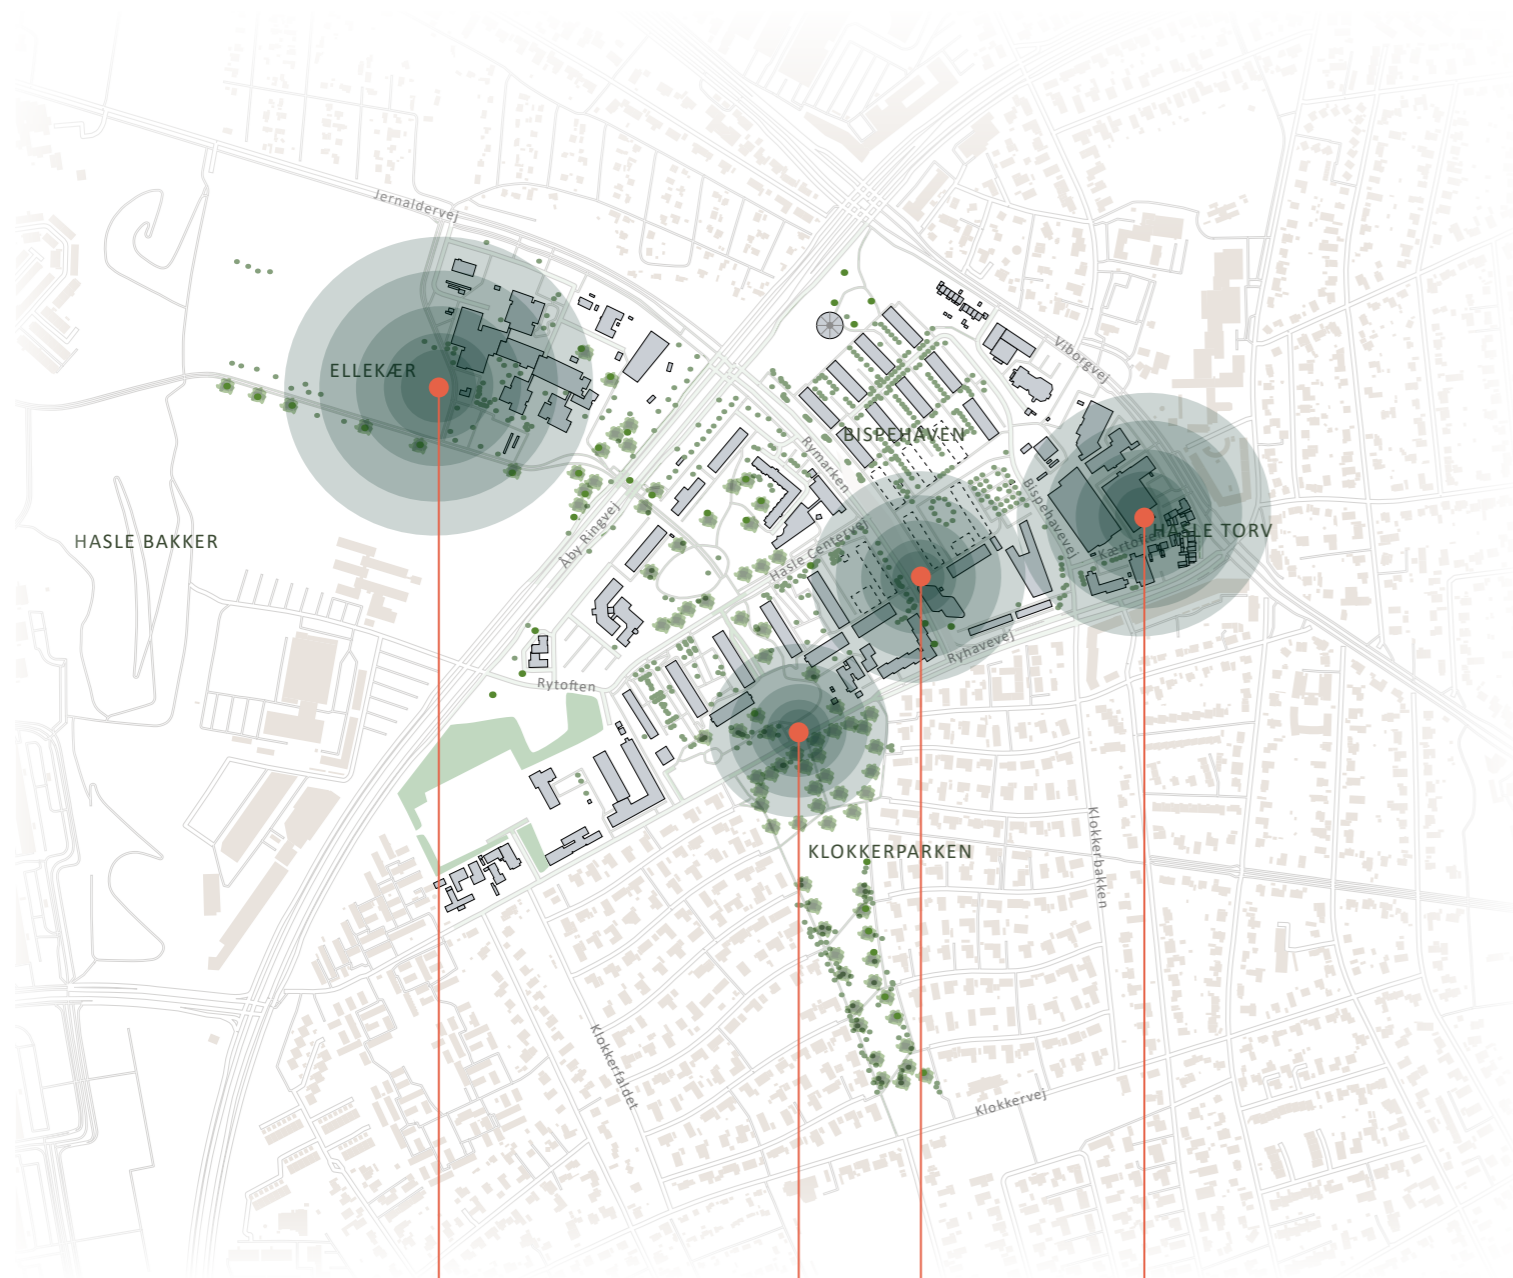 Jernaldervej
Viborgvej
ELLEKÆR
BISPEHAVEN
Rymarken
Bispehavevej
HASLE BAKKER
Åby Ringvej
Hasle Centervej
Kærtoften
HASLE TORV
Ryhavevej
Rytoften
KLOKKERPARKEN
Klokkerbakken
Klokkerfaldet
Klokkervej